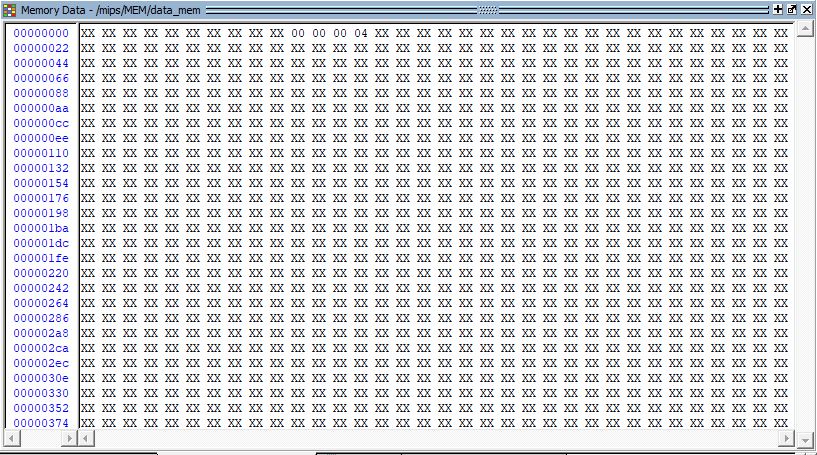 Memory Data - /mips/MEM/data_mem
00000000 XX XX XX XX XX XX XX XX XX XX 00 00 00 04 XX XX XX XX XX XX XX XX XX XX XX XX XX XX XX XX XX XX XX XX
00000022 XX XX XX XX XX XX XX XX XX XX XX XX XX XX XX XX XX XX XX XX XX XX XX XX XX XX XX XX XX XX XX XX XX XX
00000044 XX XX XX XX XX XX XX XX XX XX XX XX XX XX XX XX XX XX XX XX XX XX XX XX XX XX XX XX XX XX XX XX XX XX
00000066 XX XX XX XX XX XX XX XX XX XX XX XX XX XX XX XX XX XX XX XX XX XX XX XX XX XX XX XX XX XX XX XX XX XX
00000088 XX XX XX XX XX XX XX XX XX XX XX XX XX XX XX XX XX XX XX XX XX XX XX XX XX XX XX XX XX XX XX XX XX XX
000000aa XX XX XX XX XX XX XX XX XX XX XX XX XX XX XX XX XX XX XX XX XX XX XX XX XX XX XX XX XX XX XX XX XX XX
000000cc XX XX XX XX XX XX XX XX XX XX XX XX XX XX XX XX XX XX XX XX XX XX XX XX XX XX XX XX XX XX XX XX XX XX
000000ee XX XX XX XX XX XX XX XX XX XX XX XX XX XX XX XX XX XX XX XX XX XX XX XX XX XX XX XX XX XX XX XX XX XX
00000110 XX XX XX XX XX XX XX XX XX XX XX XX XX XX XX XX XX XX XX XX XX XX XX XX XX XX XX XX XX XX XX XX XX XX
00000132 XX XX XX XX XX XX XX XX XX XX XX XX XX XX XX XX XX XX XX XX XX XX XX XX XX XX XX XX XX XX XX XX XX XX
00000154 XX XX XX XX XX XX XX XX XX XX XX XX XX XX XX XX XX XX XX XX XX XX XX XX XX XX XX XX XX XX XX XX XX XX
00000176 XX XX XX XX XX XX XX XX XX XX XX XX XX XX XX XX XX XX XX XX XX XX XX XX XX XX XX XX XX XX XX XX XX XX
00000198 XX XX XX XX XX XX XX XX XX XX XX XX XX XX XX XX XX XX XX XX XX XX XX XX XX XX XX XX XX XX XX XX XX XX
000001ba XX XX XX XX XX XX XX XX XX XX XX XX XX XX XX XX XX XX XX XX XX XX XX XX XX XX XX XX XX XX XX XX XX XX
000001dc XX XX XX XX XX XX XX XX XX XX XX XX XX XX XX XX XX XX XX XX XX XX XX XX XX XX XX XX XX XX XX XX XX XX
000001fe XX XX XX XX XX XX XX XX XX XX XX XX XX XX XX XX XX XX XX XX XX XX XX XX XX XX XX XX XX XX XX XX XX XX
00000220 XX XX XX XX XX XX XX XX XX XX XX XX XX XX XX XX XX XX XX XX XX XX XX XX XX XX XX XX XX XX XX XX XX XX
00000242 XX XX XX XX XX XX XX XX XX XX XX XX XX XX XX XX XX XX XX XX XX XX XX XX XX XX XX XX XX XX XX XX XX XX
00000264 XX XX XX XX XX XX XX XX XX XX XX XX XX XX XX XX XX XX XX XX XX XX XX XX XX XX XX XX XX XX XX XX XX XX
00000286 XX XX XX XX XX XX XX XX XX XX XX XX XX XX XX XX XX XX XX XX XX XX XX XX XX XX XX XX XX XX XX XX XX XX
000002a8 XX XX XX XX XX XX XX XX XX XX XX XX XX XX XX XX XX XX XX XX XX XX XX XX XX XX XX XX XX XX XX XX XX XX
000002ca XX XX XX XX XX XX XX XX XX XX XX XX XX XX XX XX XX XX XX XX XX XX XX XX XX XX XX XX XX XX XX XX XX XX
000002ec XX XX XX XX XX XX XX XX XX XX XX XX XX XX XX XX XX XX XX XX XX XX XX XX XX XX XX XX XX XX XX XX XX XX
0000030e XX XX XX XX XX XX XX XX XX XX XX XX XX XX XX XX XX XX XX XX XX XX XX XX XX XX XX XX XX XX XX XX XX XX
00000330 XX XX XX XX XX XX XX XX XX XX XX XX XX XX XX XX XX XX XX XX XX XX XX XX XX XX XX XX XX XX XX XX XX XX
00000352 XX XX XX XX XX XX XX XX XX XX XX XX XX XX XX XX XX XX XX XX XX XX XX XX XX XX XX XX XX XX XX XX XX XX
00000374 XX XX XX XX XX XX XX XX XX XX XX XX XX XX XX XX XX XX XX XX XX XX XX XX XX XX XX XX XX XX XX XX XX XX